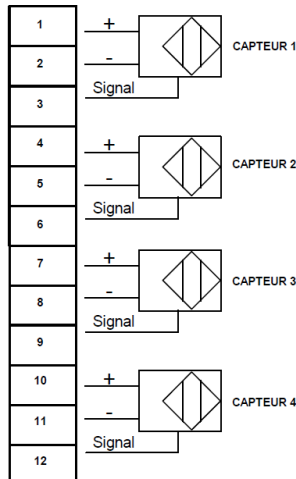 1 +
CAPTEUR 1
2 -
Signal
3
4 +
CAPTEUR 2
5 -
Signal
6
7 +
CAPTEUR 3
8 -
Signal
9
10 +
CAPTEUR 4
11 -
Signal
12